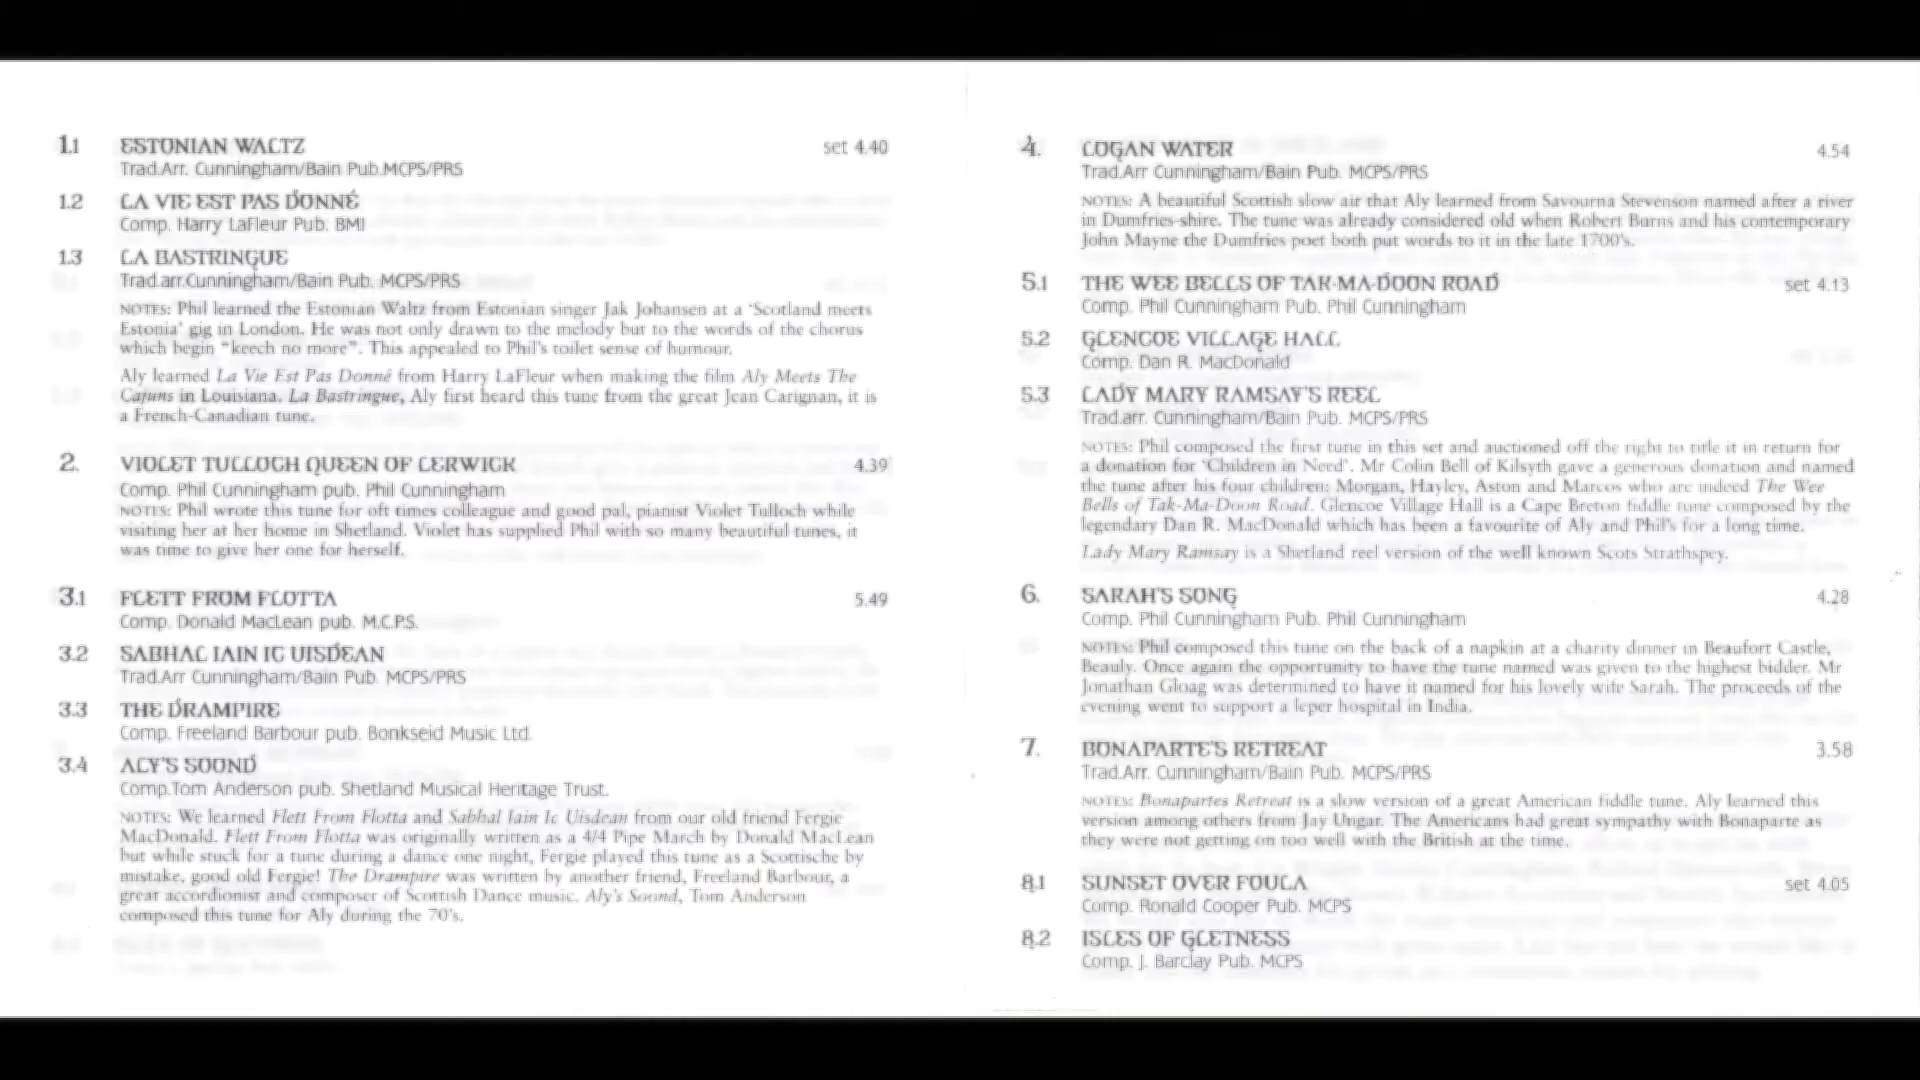 1.1 ESTONIAN WALTZ set 4.40
Trad.Arr. Cunningham/Bain Pub.MCPS/PRS
1.2 LA VIE EST PAS DONNÉ
Comp. Harry LaFleur Pub. BMI
1.3 LA BASTRINGUE
Trad.arr.Cunningham/Bain Pub. MCPS/PRS
NOTES: Phil learned the Estonian Waltz from Estonian singer Jak Johansen at a 'Scotland meets
Estonia' gig in London. He was not only drawn to the melody but to the words of the chorus
which begin "keech no more". This appealed to Phil's toilet sense of humour.
Aly learned La Vie Est Pas Donné from Harry LaFleur when making the film Aly Meets The
Cajuns in Louisiana. La Bastringue, Aly first heard this tune from the great Jean Carignan, it is
a French-Canadian tune.
2. VIOLET TULLOCH QUEEN OF LERWICK 4.39
Comp. Phil Cunningham pub. Phil Cunningham
NOTES: Phil wrote this tune for oft times colleague and good pal, pianist Violet Tulloch while
visiting her at her home in Shetland. Violet has supplied Phil with so many beautiful tunes, it
was time to give her one for herself.
3.1 FLETT FROM FLOTTA 5.49
Comp. Donald MacLean pub. M.C.P.S.
3.2 SABHAL IAIN IC UISDEAN
Trad.Arr Cunningham/Bain Pub. MCPS/PRS
3.3 THE DRAMPIRE
Comp. Freeland Barbour pub. Bonkseid Music Ltd.
3.4 ALY'S SOUND
Comp.Tom Anderson pub. Shetland Musical Heritage Trust.
NOTES: We learned Flett From Flotta and Sabhal Iain Ic Uisdean from our old friend Fergie
MacDonald. Flett From Flotta was originally written as a 4/4 Pipe March by Donald MacLean
but while stuck for a tune during a dance one night, Fergie played this tune as a Scottische by
mistake, good old Fergie! The Drampire was written by another friend, Freeland Barbour, a
great accordionist and composer of Scottish Dance music. Aly's Sound, Tom Anderson
composed this tune for Aly during the 70's.
4. LOGAN WATER 4.54
Trad.Arr Cunningham/Bain Pub. MCPS/PRS
NOTES: A beautiful Scottish slow air that Aly learned from Savourna Stevenson named after a river
in Dumfries-shire. The tune was already considered old when Robert Burns and his contemporary
John Mayne the Dumfries poet both put words to it in the late 1700's.
5.1 THE WEE BELLS OF TAK-MA-DOON ROAD set 4.13
Comp. Phil Cunningham Pub. Phil Cunningham
5.2 GLENCOE VILLAGE HALL
Comp. Dan R. MacDonald
5.3 LADY MARY RAMSAY'S REEL
Trad.arr. Cunningham/Bain Pub. MCPS/PRS
NOTES: Phil composed the first tune in this set and auctioned off the right to title it in return for
a donation for 'Children in Need'. Mr Colin Bell of Kilsyth gave a generous donation and named
the tune after his four children: Morgan, Hayley, Aston and Marcos who are indeed The Wee
Bells of Tak-Ma-Doon Road. Glencoe Village Hall is a Cape Breton fiddle tune composed by the
legendary Dan R. MacDonald which has been a favourite of Aly and Phil's for a long time.
Lady Mary Ramsay is a Shetland reel version of the well known Scots Strathspey.
6. SARAH'S SONG 4.28
Comp. Phil Cunningham Pub. Phil Cunningham
NOTES: Phil composed this tune on the back of a napkin at a charity dinner in Beaufort Castle,
Beauly. Once again the opportunity to have the tune named was given to the highest bidder. Mr
Jonathan Gloag was determined to have it named for his lovely wife Sarah. The proceeds of the
evening went to support a leper hospital in India.
7. BONAPARTE'S RETREAT 3.58
Trad.Arr. Cunningham/Bain Pub. MCPS/PRS
NOTES: Bonapartes Retreat is a slow version of a great American fiddle tune. Aly learned this
version among others from Jay Ungar. The Americans had great sympathy with Bonaparte as
they were not getting on too well with the British at the time.
8.1 SUNSET OVER FOULA set 4.05
Comp. Ronald Cooper Pub. MCPS
8.2 ISLES OF GLETNESS
Comp. J. Barclay Pub. MCPS